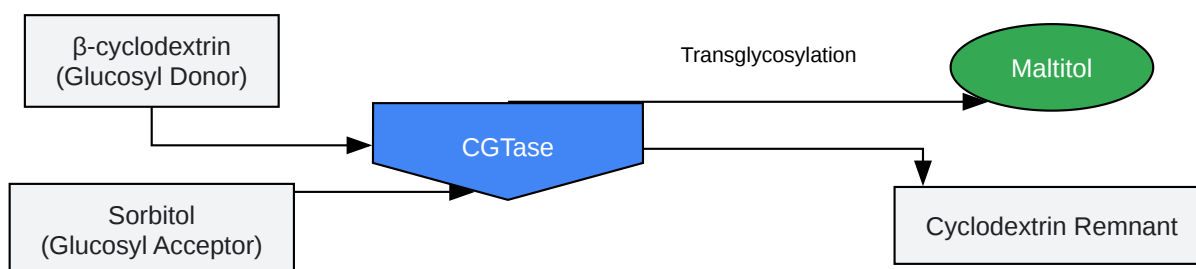 β-cyclodextrin
(Glucosyl Donor)
Transglycosylation
Maltitol
CGTase
Sorbitol
(Glucosyl Acceptor)
Cyclodextrin Remnant